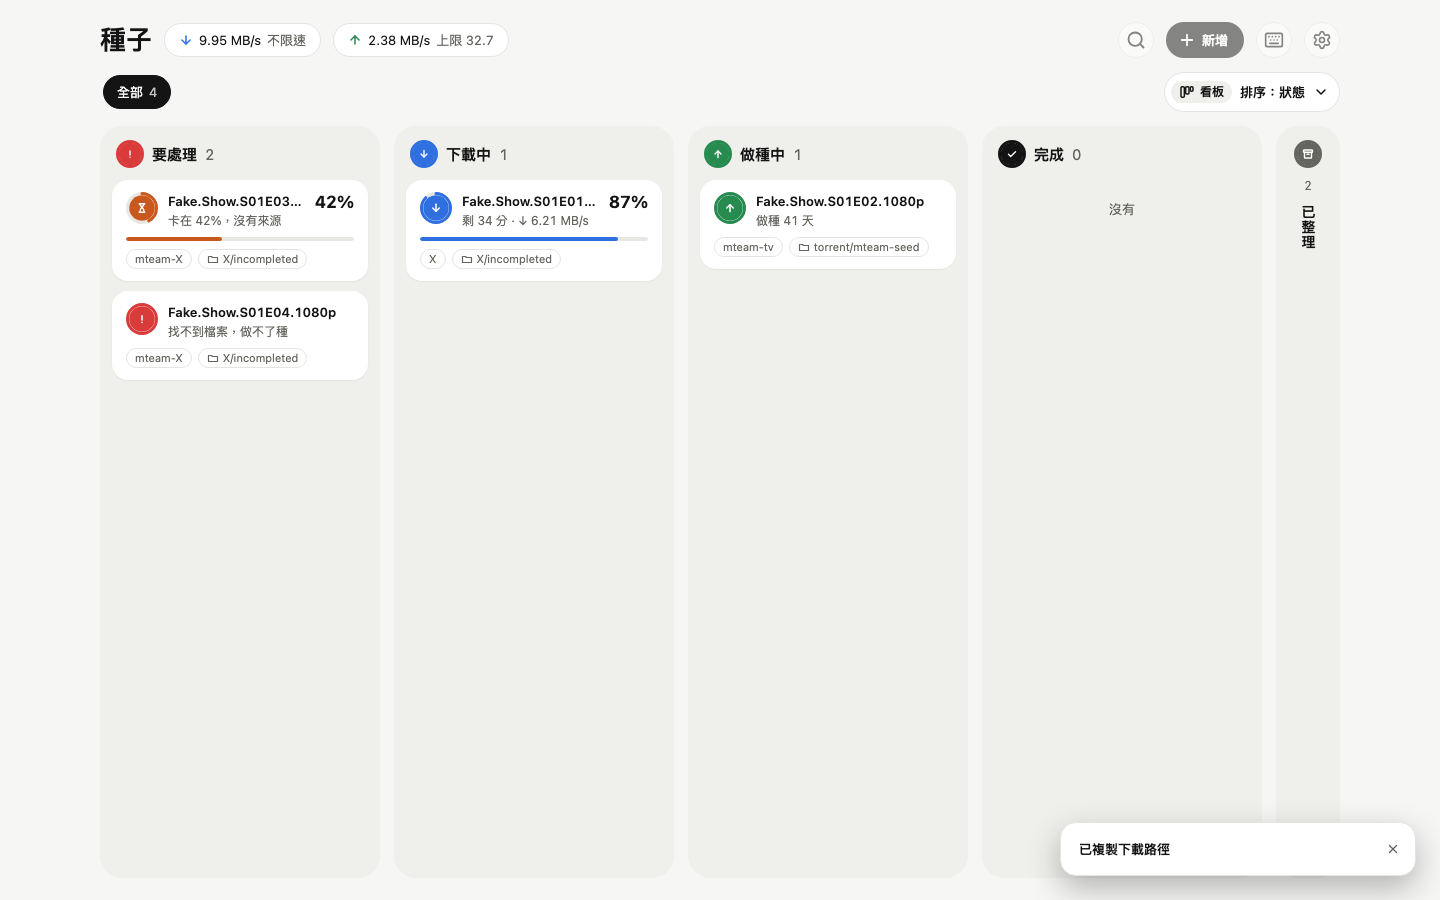 種子
9.95 MB/s 不限速
2.38 MB/s 上限 32.7
新增
全部 4
看板
排序：狀態
要處理 2
Fake.Show.S01E03... 42%
卡在 42%，沒有來源
mteam-X
X/incompleted
Fake.Show.S01E04.1080p
找不到檔案，做不了種
mteam-X
X/incompleted
下載中 1
Fake.Show.S01E01... 87%
剩 34 分 · ↓ 6.21 MB/s
X
X/incompleted
做種中 1
Fake.Show.S01E02.1080p
做種 41 天
mteam-tv
torrent/mteam-seed
完成 0
沒有
2
已整理
已複製下載路徑